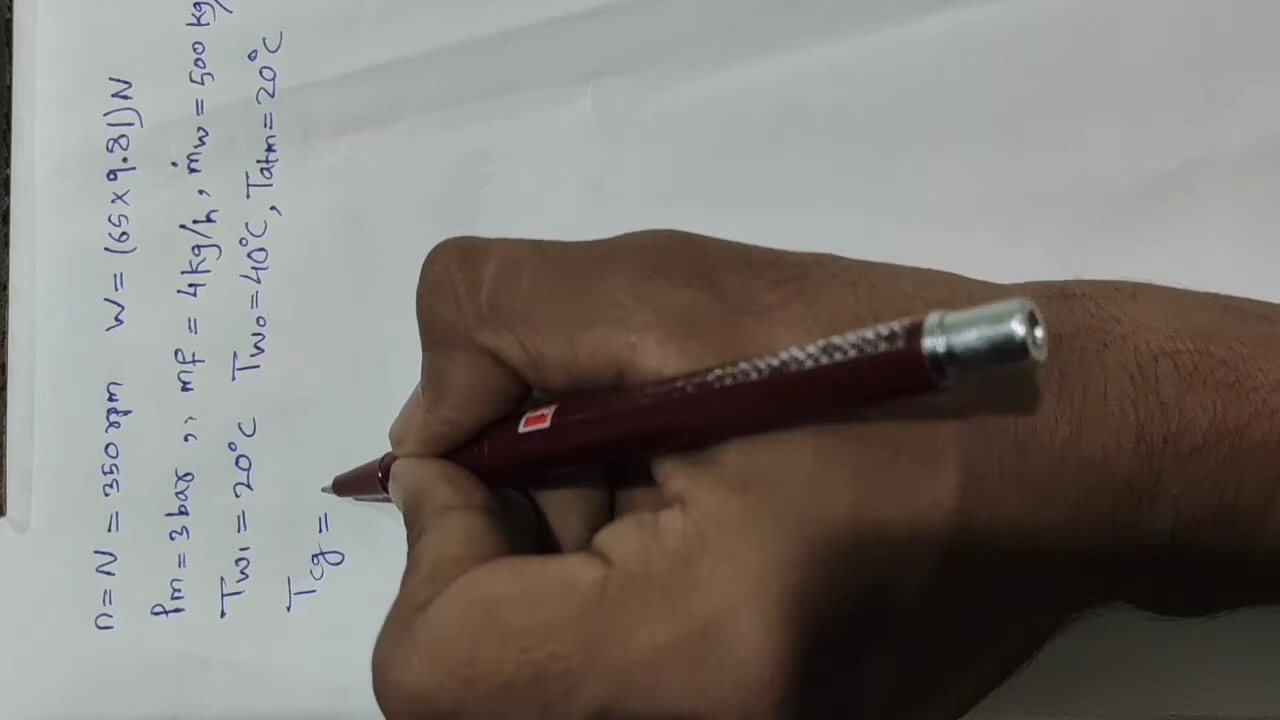 n = N = 350 rpm W = (65 × 9.81)N
Pm = 3 bar , , mf = 4 kg/h , ṁw = 500 kg/
Tw1 = 20°C Two = 40°C , Tatm = 20°C
Tcg =